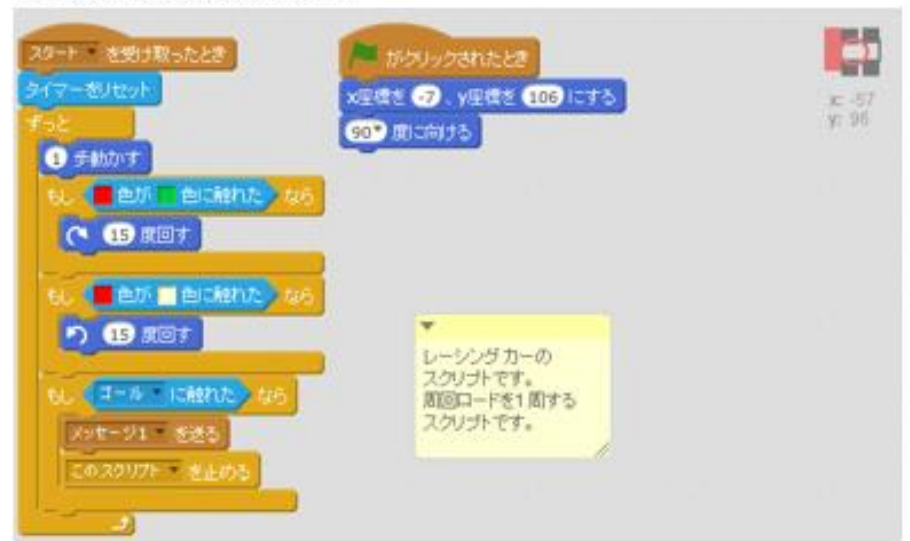 スタート を受け取ったとき
タイマーをリセット
ずっと
1 手動かす
もし 色が 色に触れた なら
15 度回す
もし 色が 色に触れた なら
15 度回す
もし ゴール に触れた なら
メッセージ1 を送る
このスクリプト を止める
がクリックされたとき
x座標を -7 、y座標を 106 にする
90 度に向ける
レーシングカーの
スクリプトです。
周回ロードを1周する
スクリプトです。
x: -57
y: 96